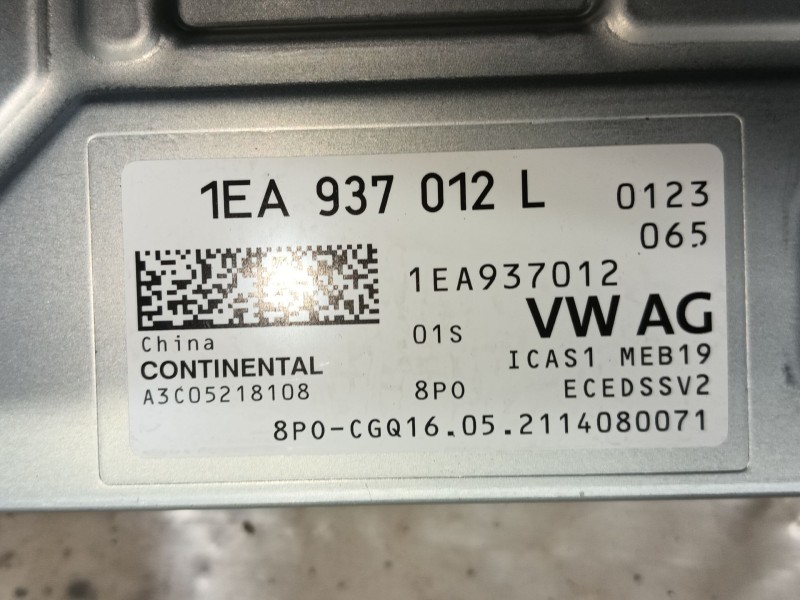 1EA 937 012 L 0123
065
1EA937012
China 01S VW AG
CONTINENTAL ICAS1 MEB19
A3C05218108 8P0 ECEDSSV2
8P0-CGQ16.05.2114080071